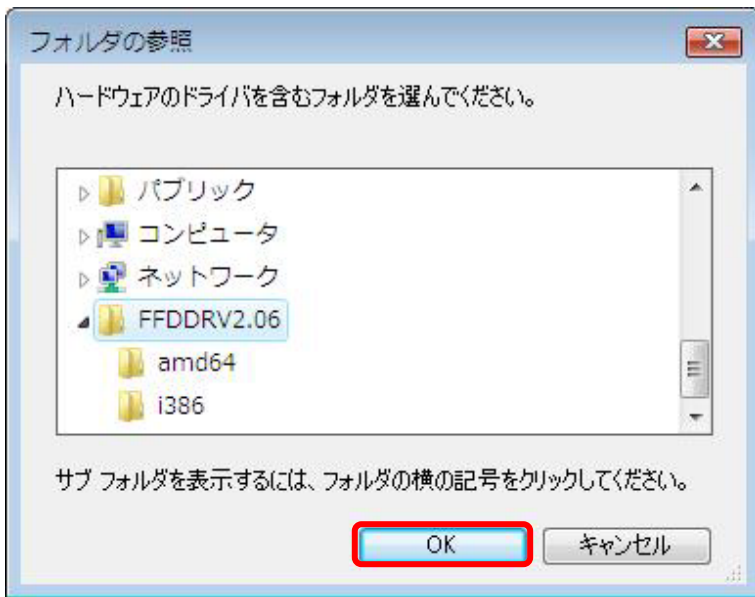 フォルダの参照
ハードウェアのドライバを含むフォルダを選んでください。
パブリック
コンピュータ
ネットワーク
FFDDRV2.06
amd64
i386
サブ フォルダを表示するには、フォルダの横の記号をクリックしてください。
OK キャンセル